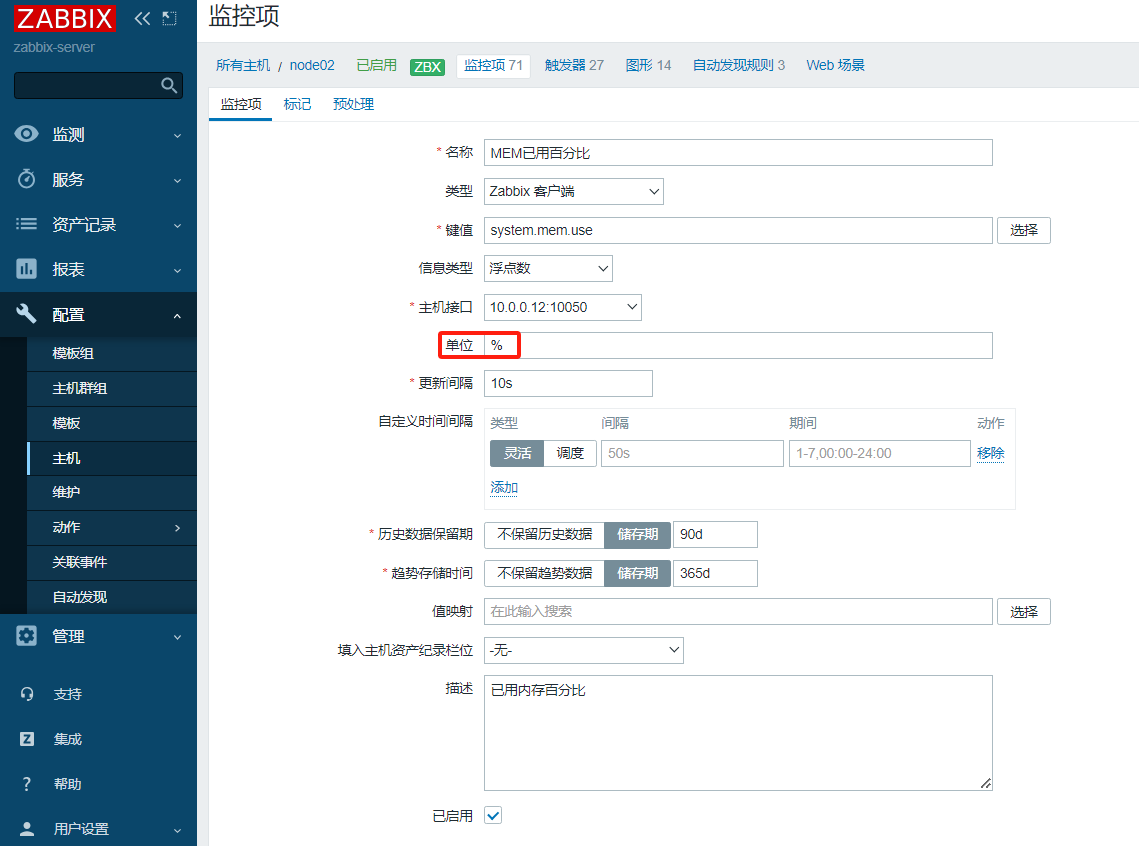 ZABBIX
zabbix-server
监测
服务
资产记录
报表
配置
模板组
主机群组
模板
主机
维护
动作
关联事件
自动发现
管理
支持
Z 集成
? 帮助
用户设置
监控项
所有主机 / node02 已启用 ZBX 监控项 71 触发器 27 图形 14 自动发现规则 3 Web 场景
监控项 标记 预处理
* 名称 MEM已用百分比
类型 Zabbix 客户端
* 键值 system.mem.use 选择
信息类型 浮点数
* 主机接口 10.0.0.12:10050
单位 %
* 更新间隔 10s
自定义时间间隔 类型 间隔 期间 动作
灵活 调度 50s 1-7,00:00-24:00 移除
添加
* 历史数据保留期 不保留历史数据 储存期 90d
* 趋势存储时间 不保留趋势数据 储存期 365d
值映射 在此输入搜索 选择
填入主机资产纪录栏位 -无-
描述 已用内存百分比
已启用